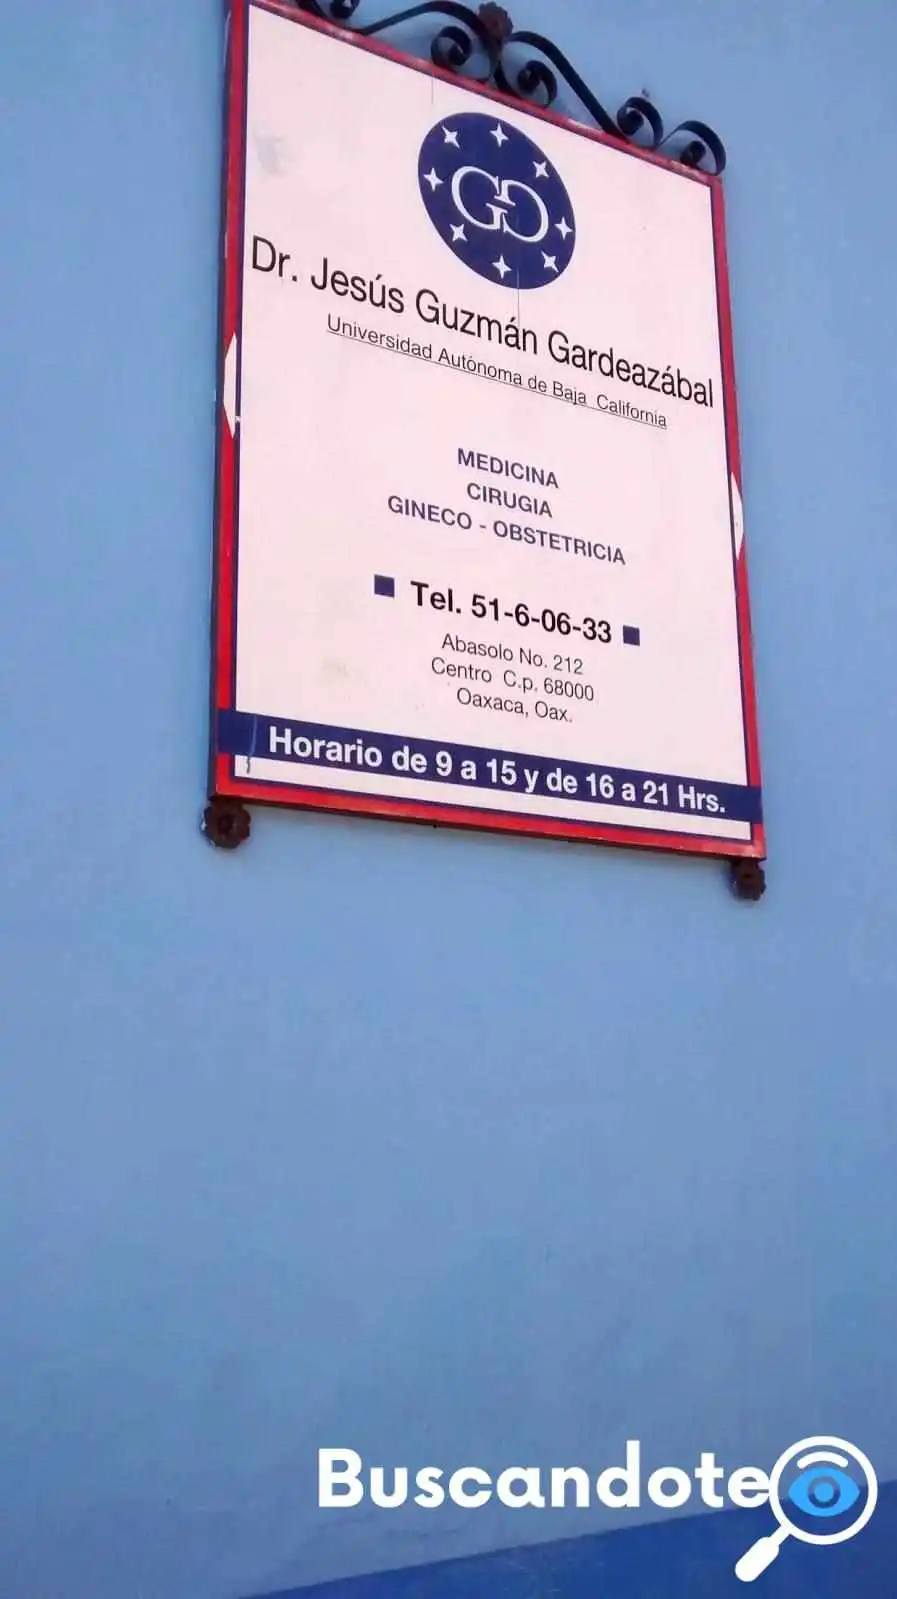 GG
Dr. Jesús Guzmán Gardeazábal
Universidad Autónoma de Baja California
MEDICINA
CIRUGIA
GINECO - OBSTETRICIA
Tel. 51-6-06-33
Abasolo No. 212
Centro C.p. 68000
Oaxaca, Oax.
Horario de 9 a 15 y de 16 a 21 Hrs.
Buscandote